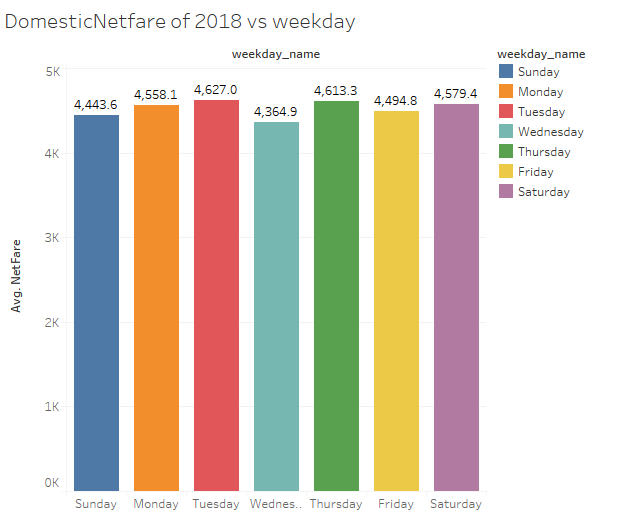 DomesticNetfare of 2018 vs weekday
weekday_name
weekday_name
Sunday
Monday
Tuesday
Wednesday
Thursday
Friday
Saturday
5K
4K
3K
2K
1K
0K
Avg. NetFare
4,443.6
4,558.1
4,627.0
4,364.9
4,613.3
4,494.8
4,579.4
Sunday
Monday
Tuesday
Wednes..
Thursday
Friday
Saturday